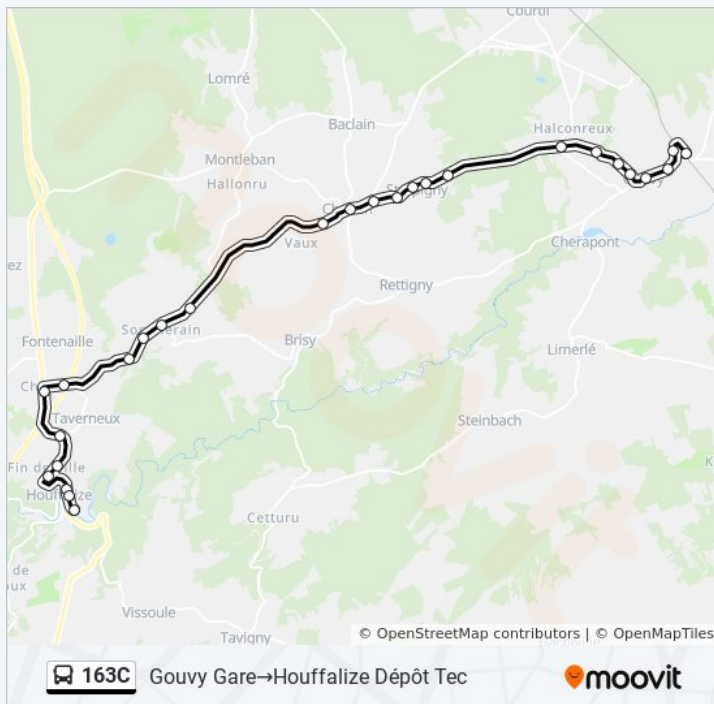 Courtil
Lomré
Baclain
Halconreux
Montleban
Hallonru
Vaux
Cherapont
Rettigny
Fontenaille
Brisy
Limerlé
Taverneux
Steinbach
Houffalize
Cetturu
Vissoule
Tavigny
© OpenStreetMap contributors | © OpenMapTiles
163C Gouvy Gare→Houffalize Dépôt Tec moovit